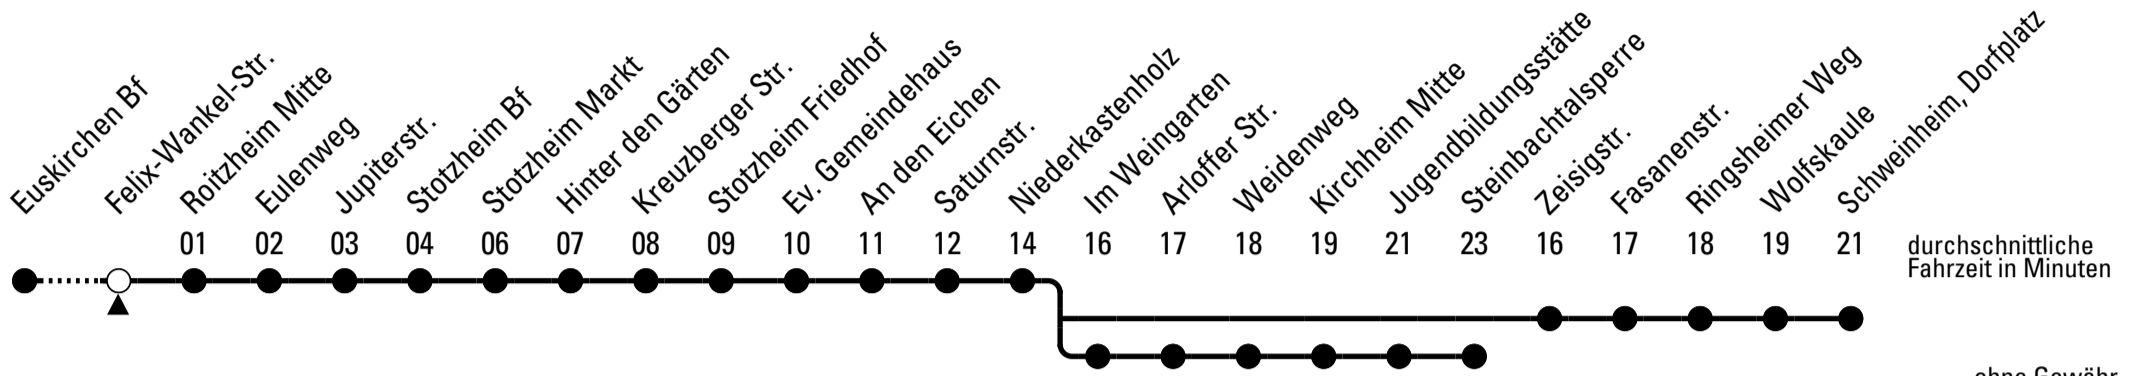 Euskirchen Bf
Felix-Wankel-Str.
Roitzheim Mitte
Eulenweg
Jupiterstr.
Stotzheim Bf
Stotzheim Markt
Hinter den Gärten
Kreuzberger Str.
Stotzheim Friedhof
Ev. Gemeindehaus
An den Eichen
Saturnstr.
Niederkastenholz
Im Weingarten
Arloffer Str.
Weidenweg
Kirchheim Mitte
Jugendbildungsstätte
Steinbachtalsperre
Zeisigstr.
Fasanenstr.
Ringsheimer Weg
Wolfskaule
Schweinheim, Dorfplatz
01 02 03 04 06 07 08 09 10 11 12 14 16 17 18 19 21 23 16 17 18 19 21
durchschnittliche
Fahrzeit in Minuten
ohne Gewähr